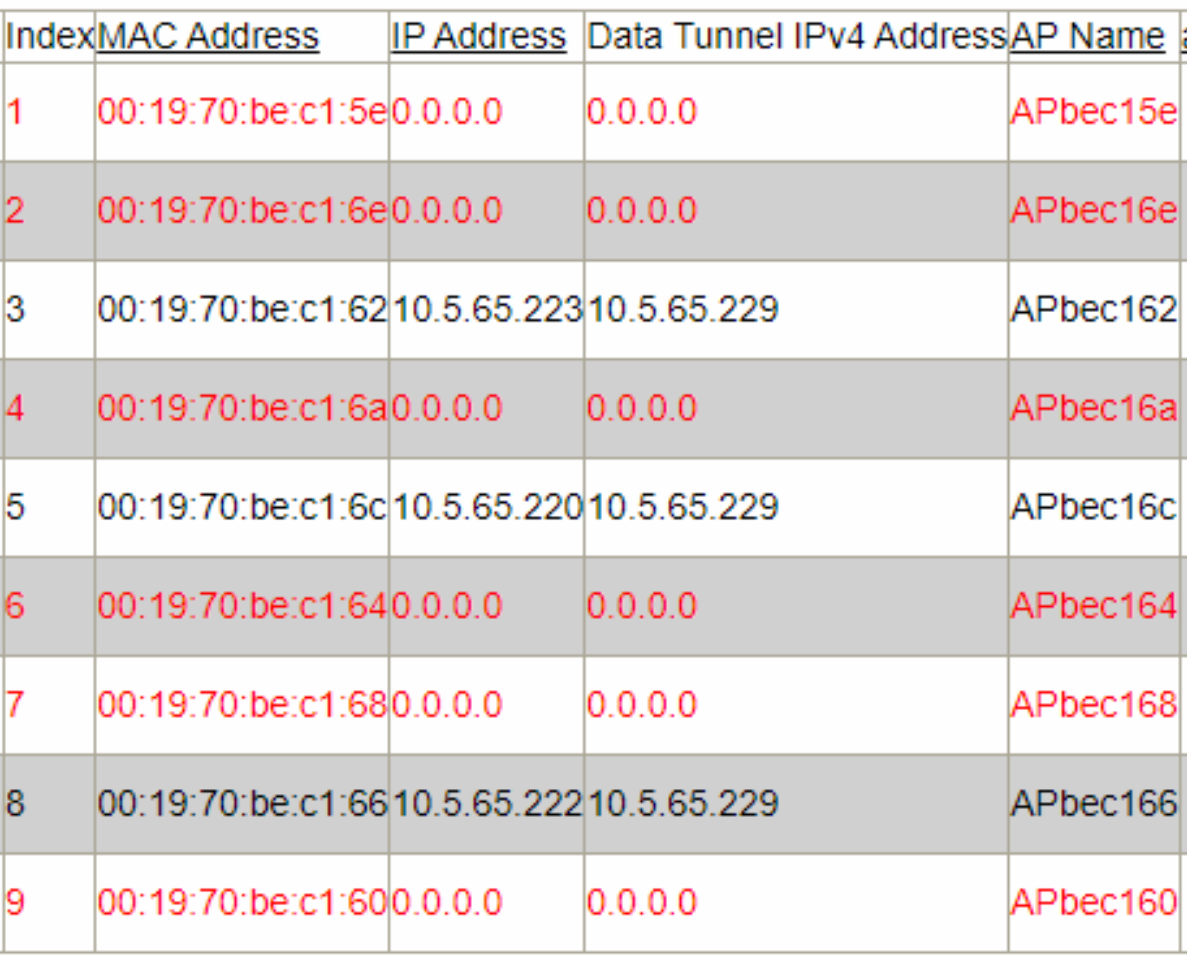 Index MAC Address IP Address Data Tunnel IPv4 Address AP Name
1 00:19:70:be:c1:5e 0.0.0.0 0.0.0.0 APbec15e
2 00:19:70:be:c1:6e 0.0.0.0 0.0.0.0 APbec16e
3 00:19:70:be:c1:62 10.5.65.223 10.5.65.229 APbec162
4 00:19:70:be:c1:6a 0.0.0.0 0.0.0.0 APbec16a
5 00:19:70:be:c1:6c 10.5.65.220 10.5.65.229 APbec16c
6 00:19:70:be:c1:64 0.0.0.0 0.0.0.0 APbec164
7 00:19:70:be:c1:68 0.0.0.0 0.0.0.0 APbec168
8 00:19:70:be:c1:66 10.5.65.222 10.5.65.229 APbec166
9 00:19:70:be:c1:60 0.0.0.0 0.0.0.0 APbec160